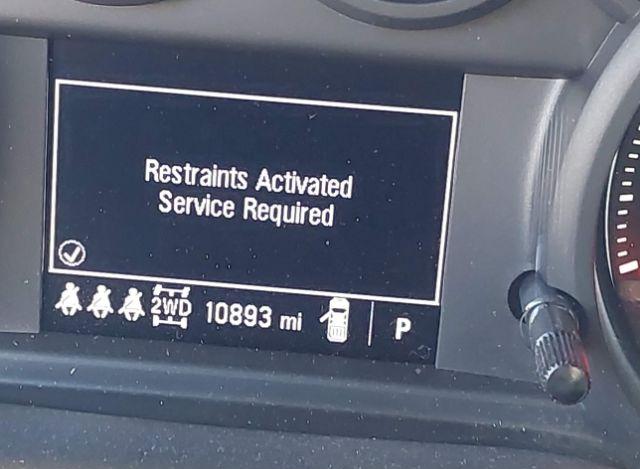 Restraints Activated
Service Required
2WD 10893 mi P